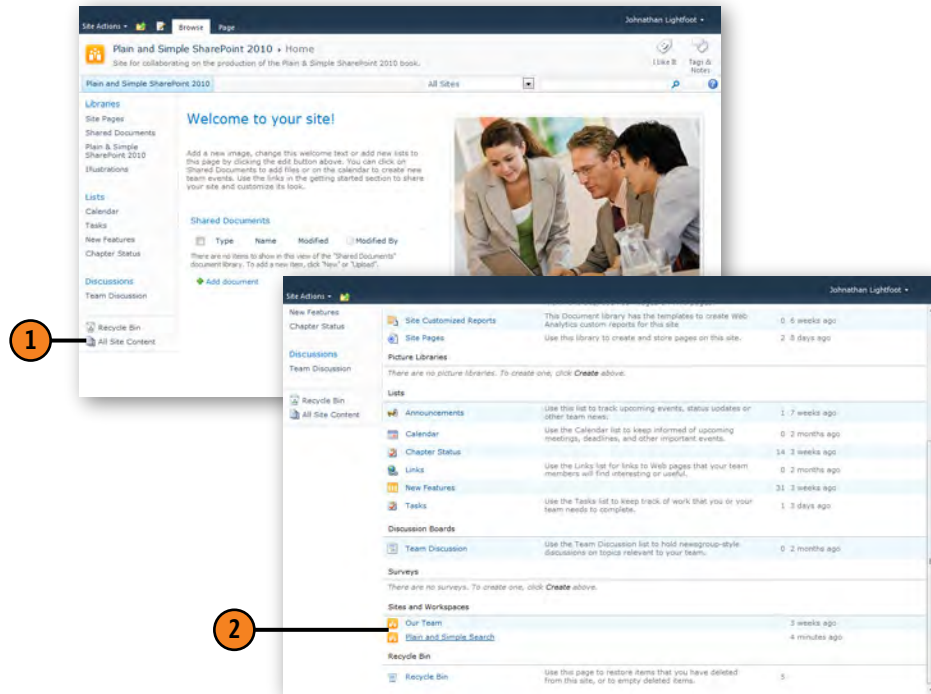 Site Actions
Browse
Page
Johnathan Lightfoot
Plain and Simple SharePoint 2010 › Home
Site for collaborating on the production of the Plain & Simple SharePoint 2010 book.
I Like It
Tags &
Notes
Plain and Simple SharePoint 2010
All Sites
Libraries
Site Pages
Shared Documents
Plain & Simple
SharePoint 2010
Illustrations
Lists
Calendar
Tasks
New Features
Chapter Status
Discussions
Team Discussion
Recycle Bin
All Site Content
Welcome to your site!
Add a new image, change this welcome text or add new lists to
this page by clicking the edit button above. You can click on
Shared Documents to add files or on the calendar to create new
team events. Use the links in the getting started section to share
your site and customize its look.
Shared Documents
Type Name Modified Modified By
There are no items to show in this view of the "Shared Documents"
document library. To add a new item, click "New" or "Upload".
Add document
1
Site Actions
Johnathan Lightfoot
New Features
Chapter Status
Discussions
Team Discussion
Recycle Bin
All Site Content
Site Customized Reports This Document library has the templates to create Web 0 6 weeks ago
Analytics custom reports for this site
Site Pages Use this library to create and store pages on this site. 2 8 days ago
Picture Libraries
There are no picture libraries. To create one, click Create above.
Lists
Announcements Use this list to track upcoming events, status updates or 1 7 weeks ago
other team news.
Calendar Use the Calendar list to keep informed of upcoming 0 2 months ago
meetings, deadlines, and other important events.
Chapter Status 14 3 weeks ago
Links Use the Links list for links to Web pages that your team 0 2 months ago
members will find interesting or useful.
New Features 31 3 weeks ago
Tasks Use the Tasks list to keep track of work that you or your 1 3 days ago
team needs to complete.
Discussion Boards
Team Discussion Use the Team Discussion list to hold newsgroup-style 0 2 months ago
discussions on topics relevant to your team.
Surveys
There are no surveys. To create one, click Create above.
Sites and Workspaces
2
Our Team 3 weeks ago
Plain and Simple Search 4 minutes ago
Recycle Bin
Recycle Bin Use this page to restore items that you have deleted 5
from this site, or to empty deleted items.